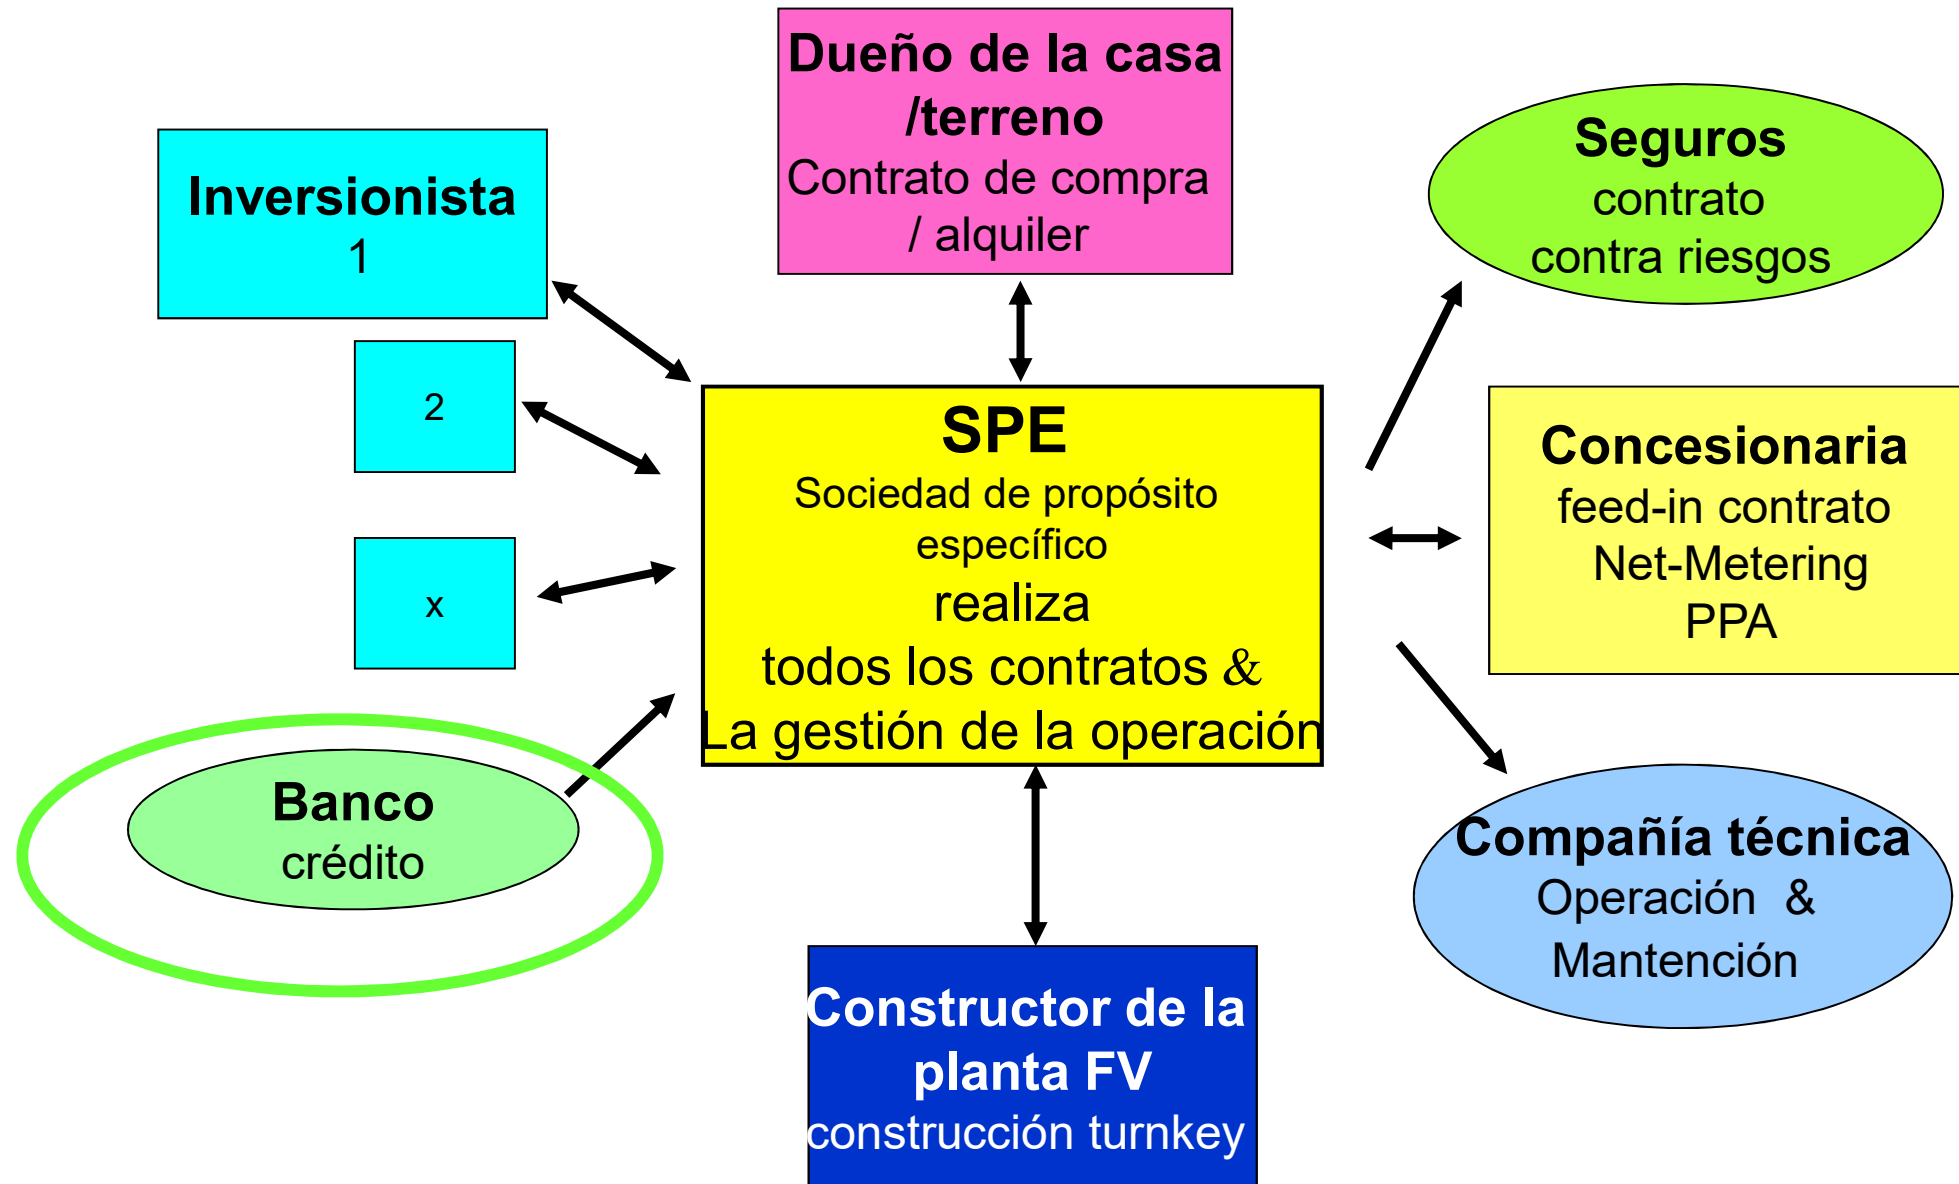 Dueño de la casa
/terreno
Contrato de compra
/ alquiler
Inversionista
1
2
x
Banco
crédito
SPE
Sociedad de propósito
específico
realiza
todos los contratos &
La gestión de la operación
Constructor de la
planta FV
construcción turnkey
Seguros
contrato
contra riesgos
Concesionaria
feed-in contrato
Net-Metering
PPA
Compañía técnica
Operación &
Mantención